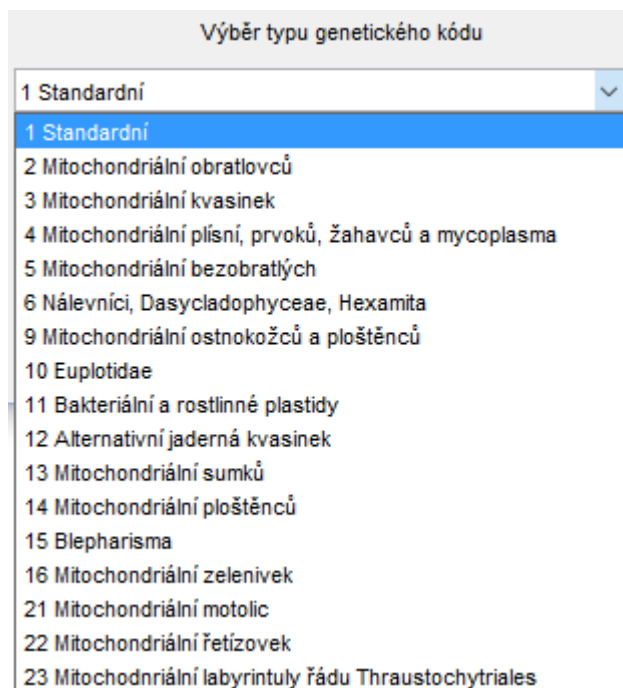 Výběr typu genetického kódu
1 Standardní
1 Standardní
2 Mitochondriální obratlovců
3 Mitochondriální kvasinek
4 Mitochondriální plísní, prvoků, žahavců a mycoplasma
5 Mitochondriální bezobratlých
6 Nálevníci, Dasycladophyceae, Hexamita
9 Mitochondriální ostnokožců a ploštěnců
10 Euplotidae
11 Bakteriální a rostlinné plastidy
12 Alternativní jaderná kvasinek
13 Mitochondriální sumků
14 Mitochondriální ploštěnců
15 Blepharisma
16 Mitochondriální zelenivek
21 Mitochondriální motolic
22 Mitochondriální řetízovek
23 Mitochodnriální labyrintuly řádu Thraustochytriales